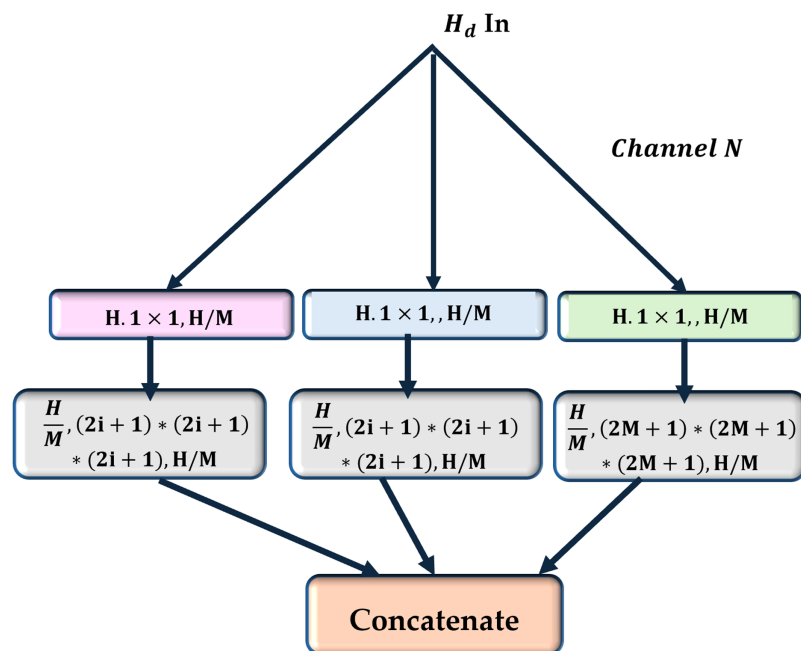 H_d In
Channel N
H. 1 × 1, H/M
H. 1 × 1, , H/M
H. 1 × 1, , H/M
H/M, (2i + 1) * (2i + 1)
* (2i + 1), H/M
H/M, (2i + 1) * (2i + 1)
* (2i + 1), H/M
H/M, (2M + 1) * (2M + 1)
* (2M + 1), H/M
Concatenate